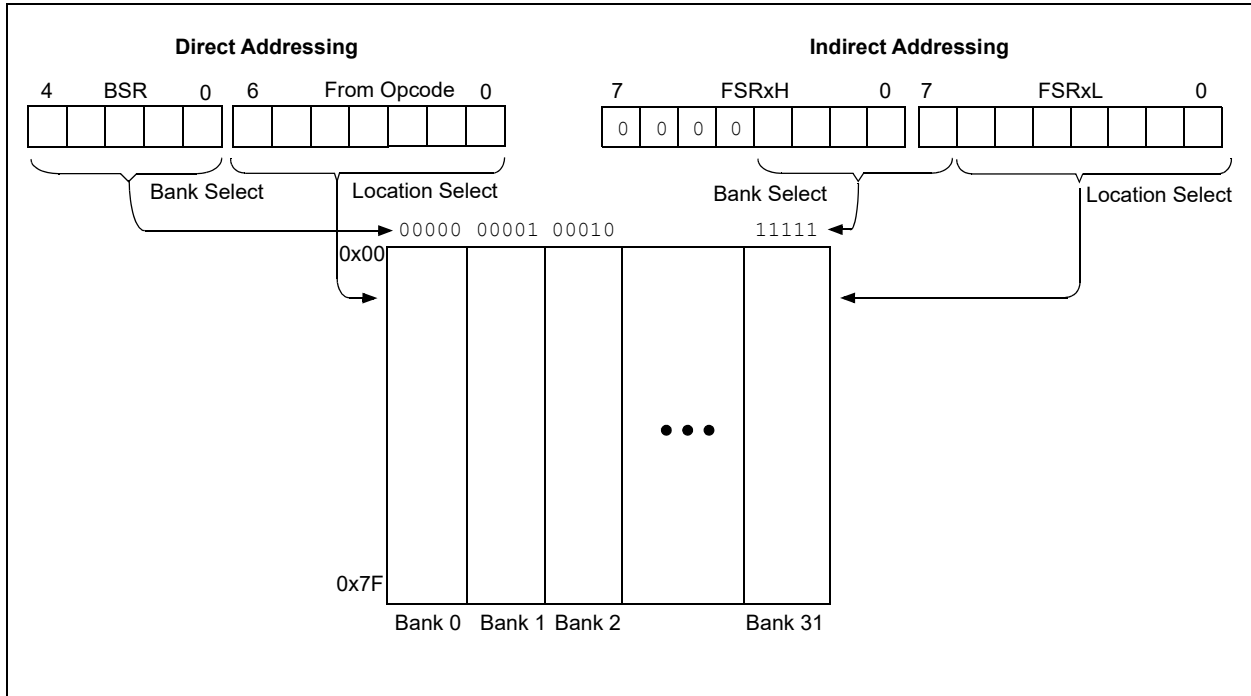 Direct Addressing Indirect Addressing
4 BSR 0 6 From Opcode 0 7 FSRxH 0 7 FSRxL 0
0 0 0 0
Bank Select Location Select Bank Select Location Select
00000 00001 00010 11111
0x00
0x7F
Bank 0 Bank 1 Bank 2 Bank 31